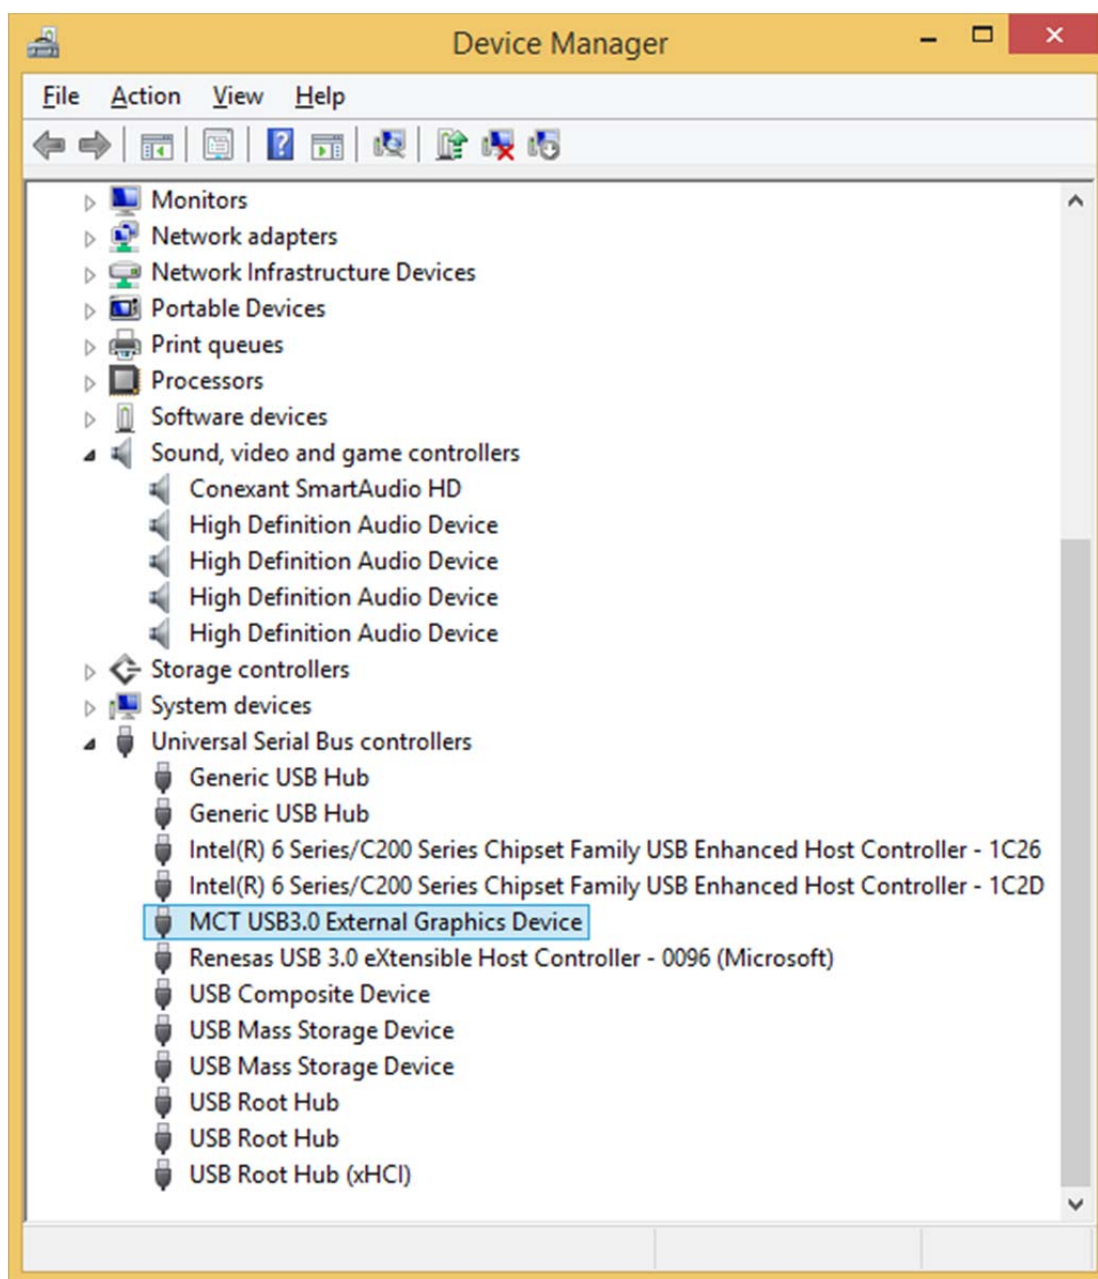 Device Manager
File Action View Help
Monitors
Network adapters
Network Infrastructure Devices
Portable Devices
Print queues
Processors
Software devices
Sound, video and game controllers
Conexant SmartAudio HD
High Definition Audio Device
High Definition Audio Device
High Definition Audio Device
High Definition Audio Device
Storage controllers
System devices
Universal Serial Bus controllers
Generic USB Hub
Generic USB Hub
Intel(R) 6 Series/C200 Series Chipset Family USB Enhanced Host Controller - 1C26
Intel(R) 6 Series/C200 Series Chipset Family USB Enhanced Host Controller - 1C2D
MCT USB3.0 External Graphics Device
Renesas USB 3.0 eXtensible Host Controller - 0096 (Microsoft)
USB Composite Device
USB Mass Storage Device
USB Mass Storage Device
USB Root Hub
USB Root Hub
USB Root Hub (xHCI)